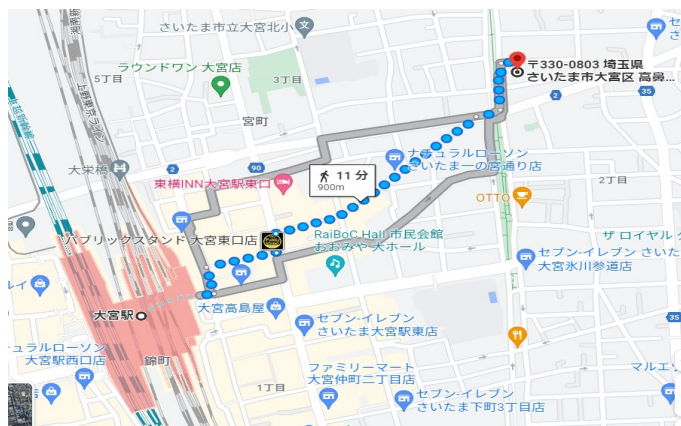 さいたま市立大宮北小
ラウンドワン 大宮店
5丁目
3丁目
〒330-0803 埼玉県
さいたま市大宮区 高鼻...
2
35
宮町
上野東京ライン
大栄橋
2
90
東横INN大宮駅東口
11 分
900m
ナチュラルローソン
さいたま一の宮通り店
2丁目
OTTO
パブリックスタンド 大宮東口店
RaiBoC Hall 市民会館
おおみや 大ホール
ザ ロイヤル
セブン-イレブン さいた
大宮氷川参道店
大宮高島屋
大宮駅
セブン-イレブン
さいたま大宮駅東店
35
ュラルローソン
大宮駅西口店
錦町
ファミリーマート
大宮仲町二丁目店
マルエ
1丁目
セブン-イレブン
さいたま下町3丁目店